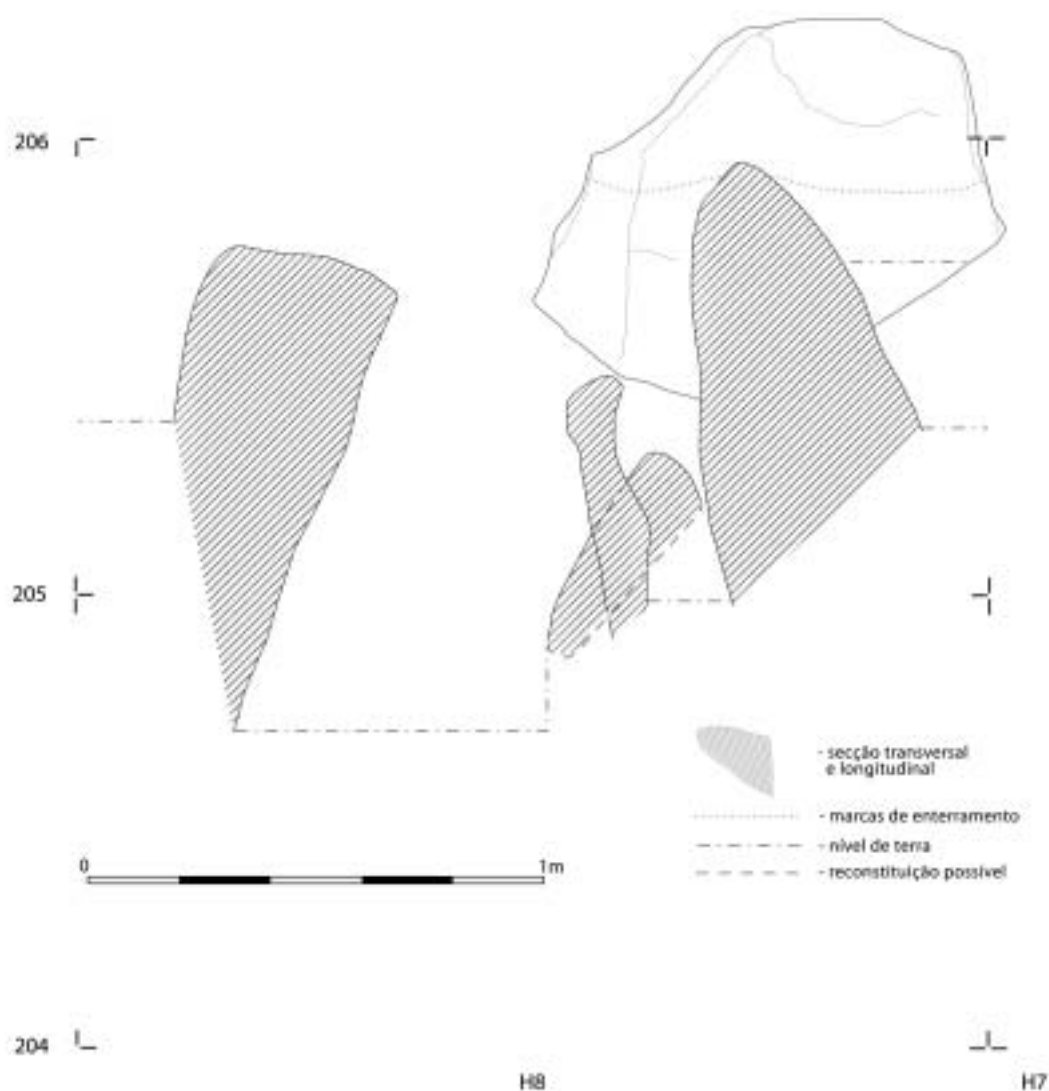 206
205
- secção transversal
e longitudinal
- marcas de enterramento
- nível de terra
- reconstituição possível
0 1m
204
H8 H7